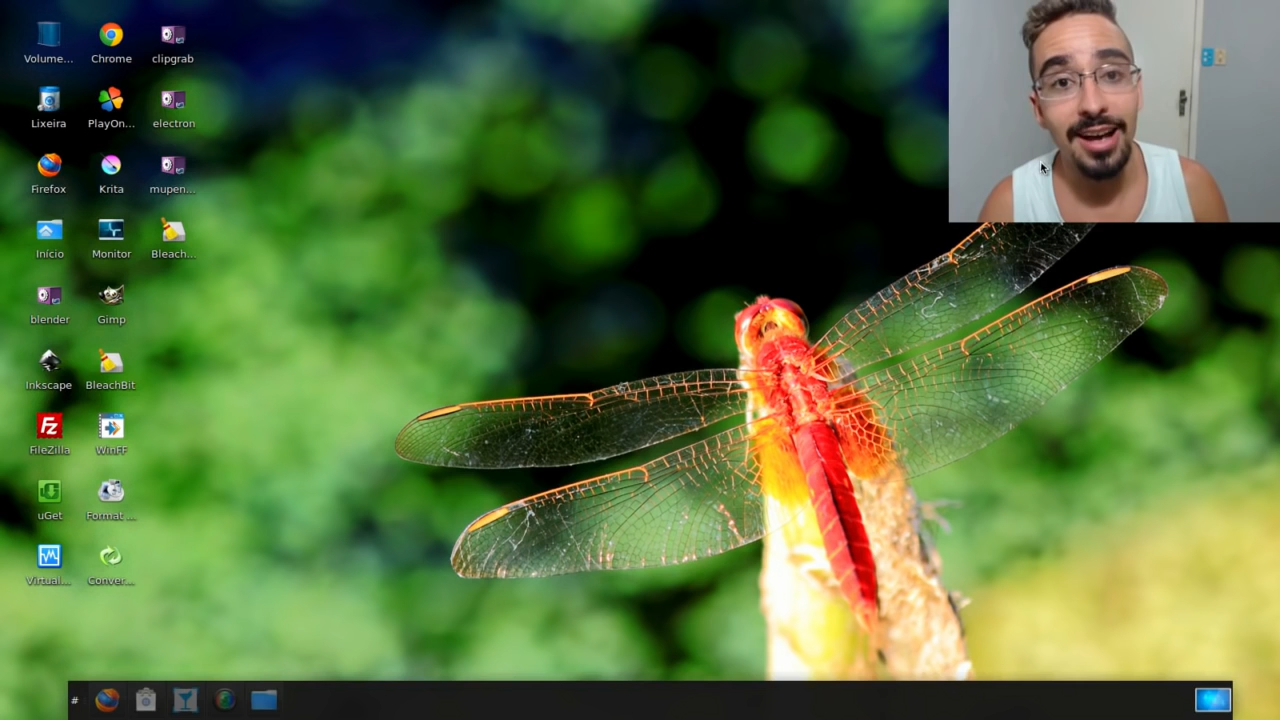 Volume...
Chrome
clipgrab
Lixeira
PlayOn...
electron
Firefox
Krita
mupen...
Início
Monitor
Bleach...
blender
Gimp
Inkscape
BleachBit
FileZilla
WinFF
uGet
Format ...
Virtual...
Conver...
#